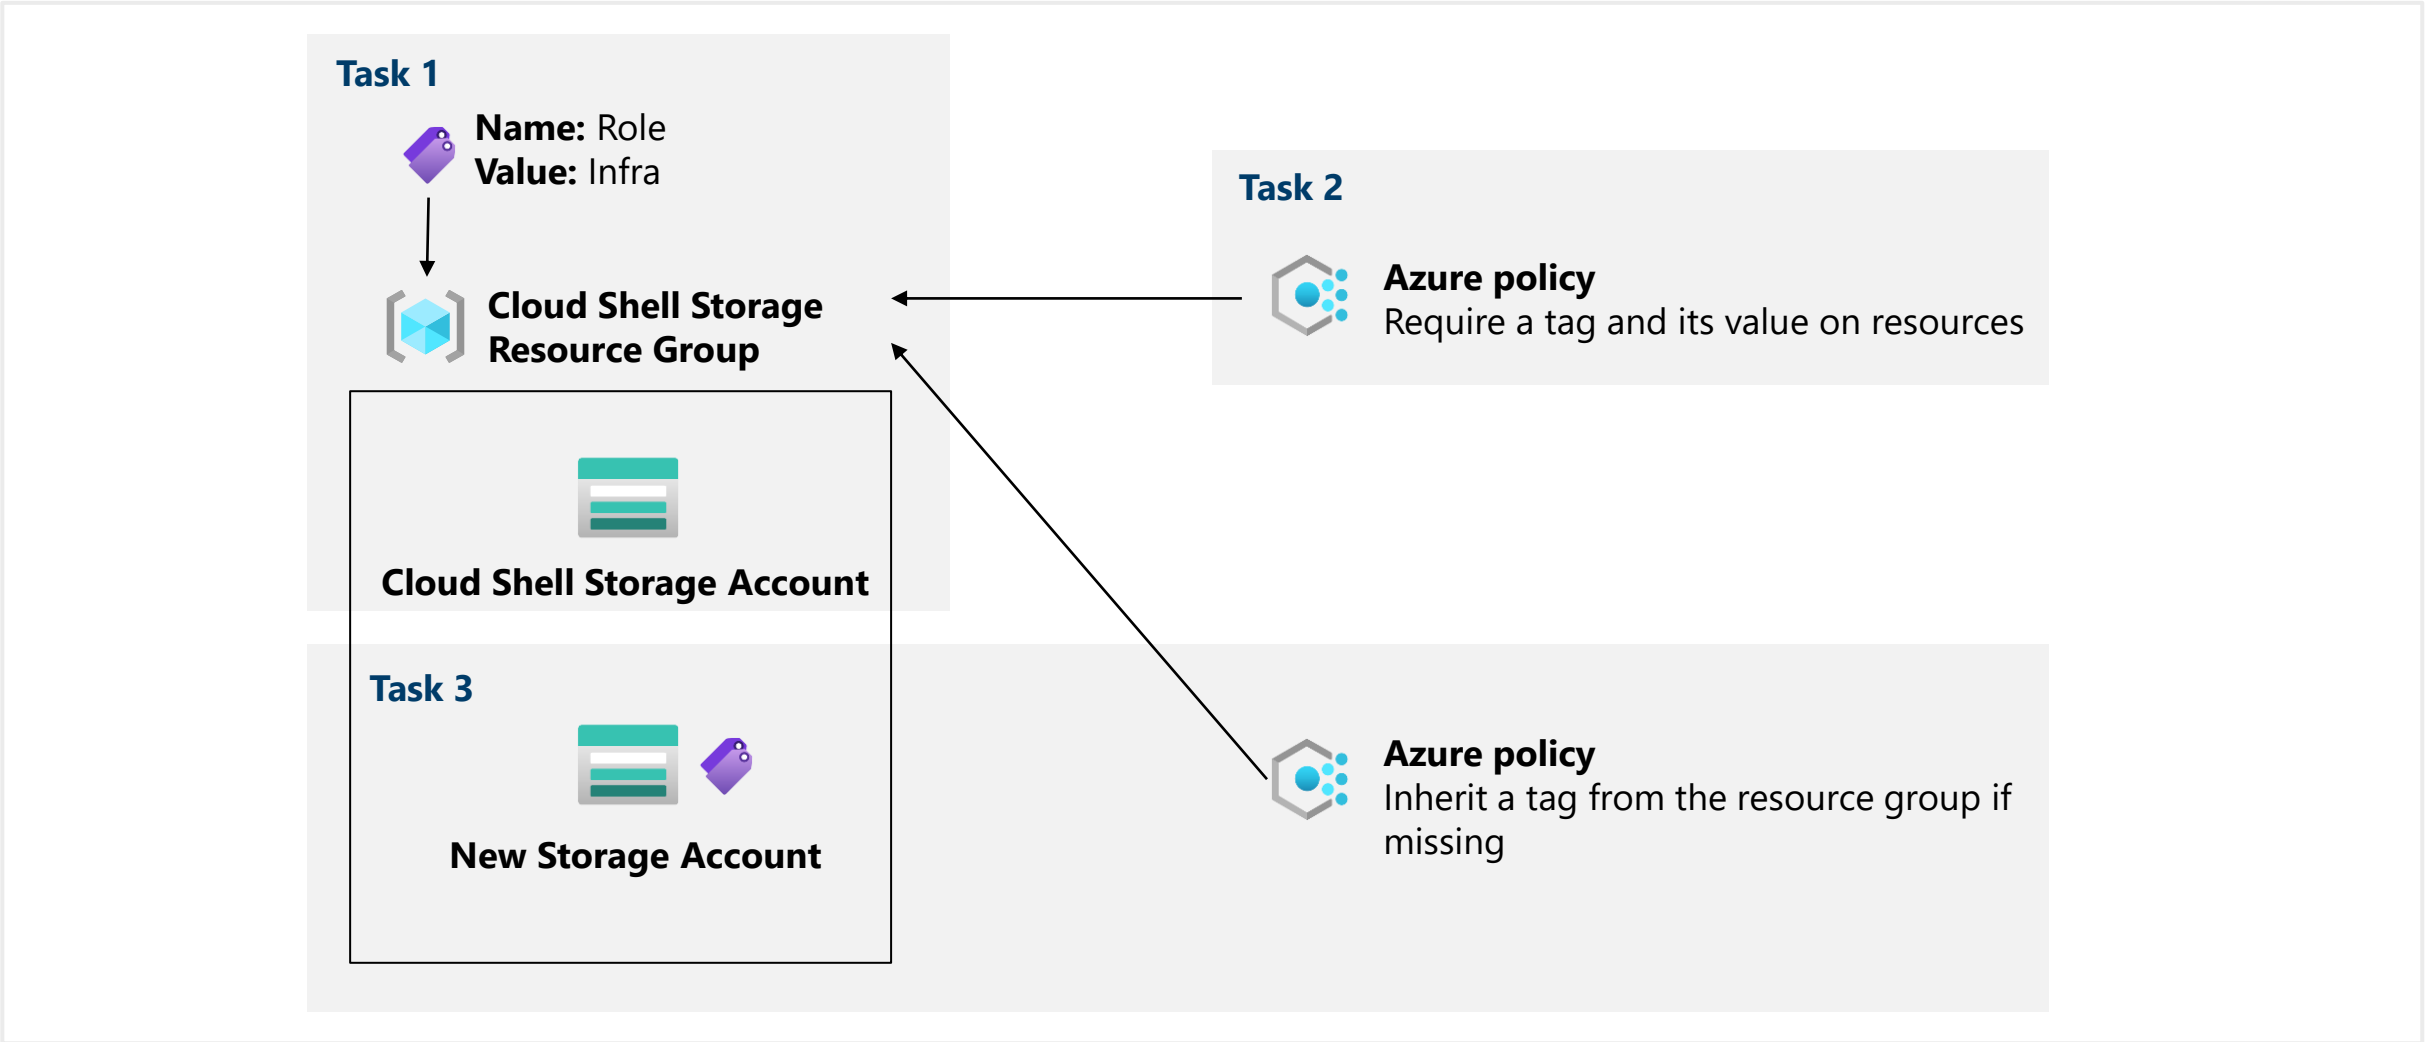 Task 1
Name: Role
Value: Infra
Cloud Shell Storage
Resource Group
Cloud Shell Storage Account
Task 2
Azure policy
Require a tag and its value on resources
Task 3
New Storage Account
Azure policy
Inherit a tag from the resource group if
missing